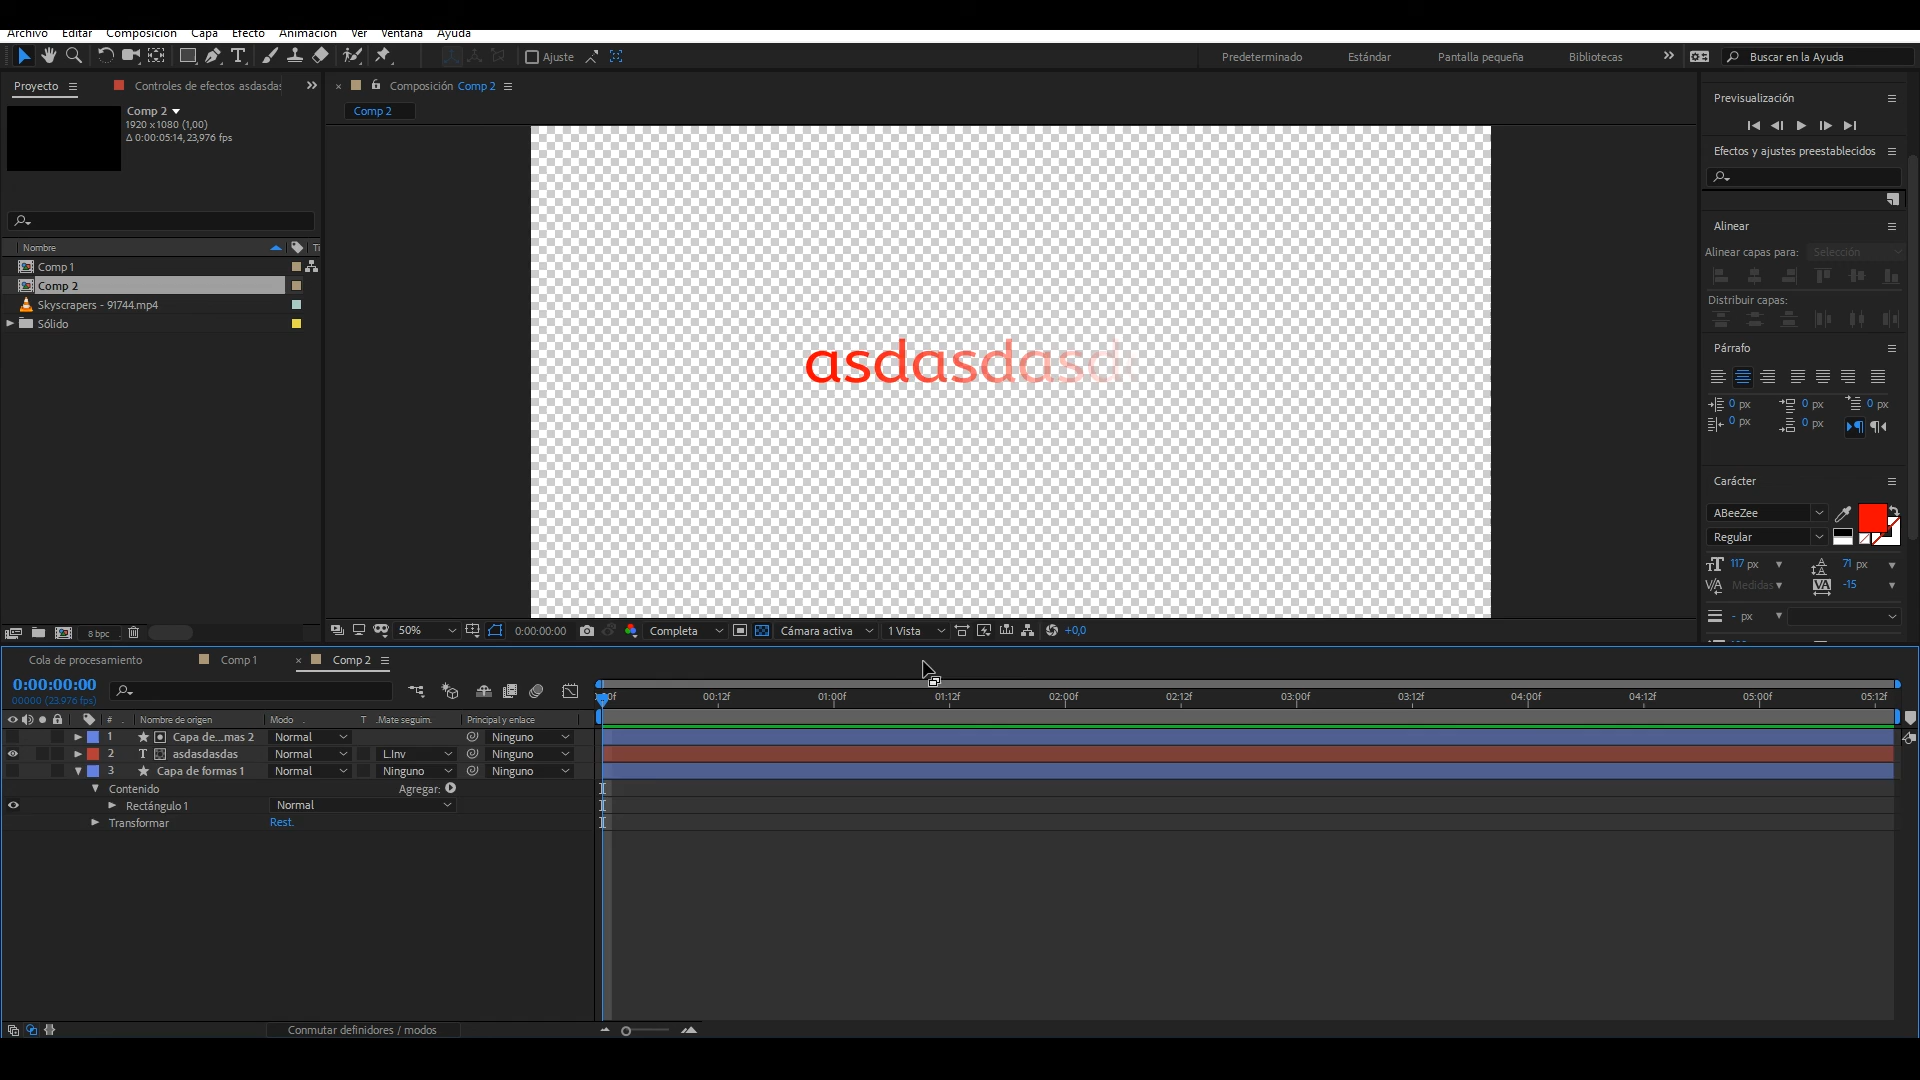 Archivo Editar Composición Capa Efecto Animación Ver Ventana Ayuda
Ajuste Predeterminado Estándar Pantalla pequeña Bibliotecas Buscar en la Ayuda
Proyecto Controles de efectos asdasdas
Composición Comp 2
Comp 2
1920 x 1080 (1,00)
Δ 0:00:05:14, 23,976 fps
Nombre Ti
Comp 1
Comp 2
Skyscrapers - 91744.mp4
Sólido
8 bpc
Comp 2
asdasdasd
50% 0:00:00:00 Completa Cámara activa 1 Vista +0,0
Previsualización
Efectos y ajustes preestablecidos
Alinear
Alinear capas para: Selección
Distribuir capas:
Párrafo
0 px 0 px 0 px
0 px 0 px
Carácter
ABeeZee
Regular
117 px 71 px
Medidas -15
- px
Cola de procesamiento Comp 1 Comp 2
0:00:00:00
00000 (23.976 fps)
00f 00:12f 01:00f 01:12f 02:00f 02:12f 03:00f 03:12f 04:00f 04:12f 05:00f 05:12f
# Nombre de origen Modo T .Mate seguim. Principal y enlace
1 Capa de...mas 2 Normal Ninguno
2 T asdasdasdas Normal L.Inv Ninguno
3 Capa de formas 1 Normal Ninguno Ninguno
Contenido Agregar:
Rectángulo 1 Normal
Transformar Rest.
Conmutar definidores / modos